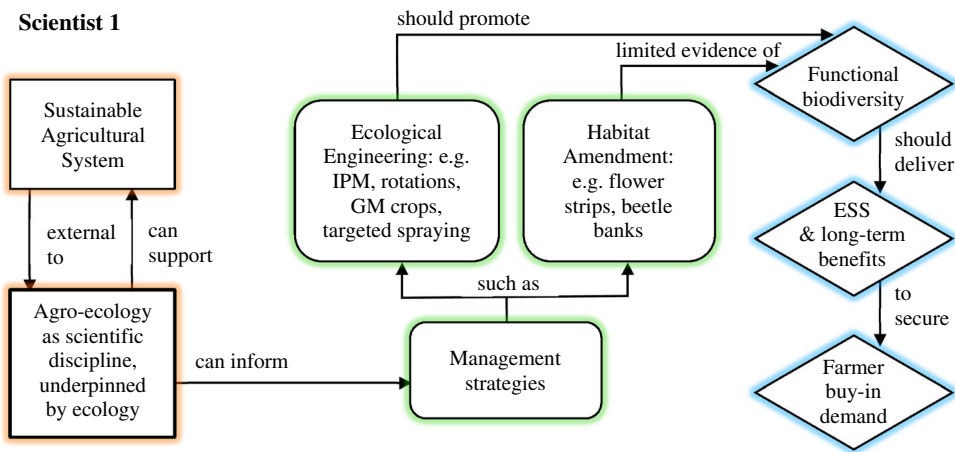 Scientist 1
should promote
limited evidence of
Functional
biodiversity
Sustainable
Agricultural
System
Ecological
Engineering: e.g.
IPM, rotations,
GM crops,
targeted spraying
Habitat
Amendment:
e.g. flower
strips, beetle
banks
should
deliver
external
to
can
support
ESS
& long-term
benefits
such as
Agro-ecology
as scientific
discipline,
underpinned
by ecology
can inform
Management
strategies
to
secure
Farmer
buy-in
demand